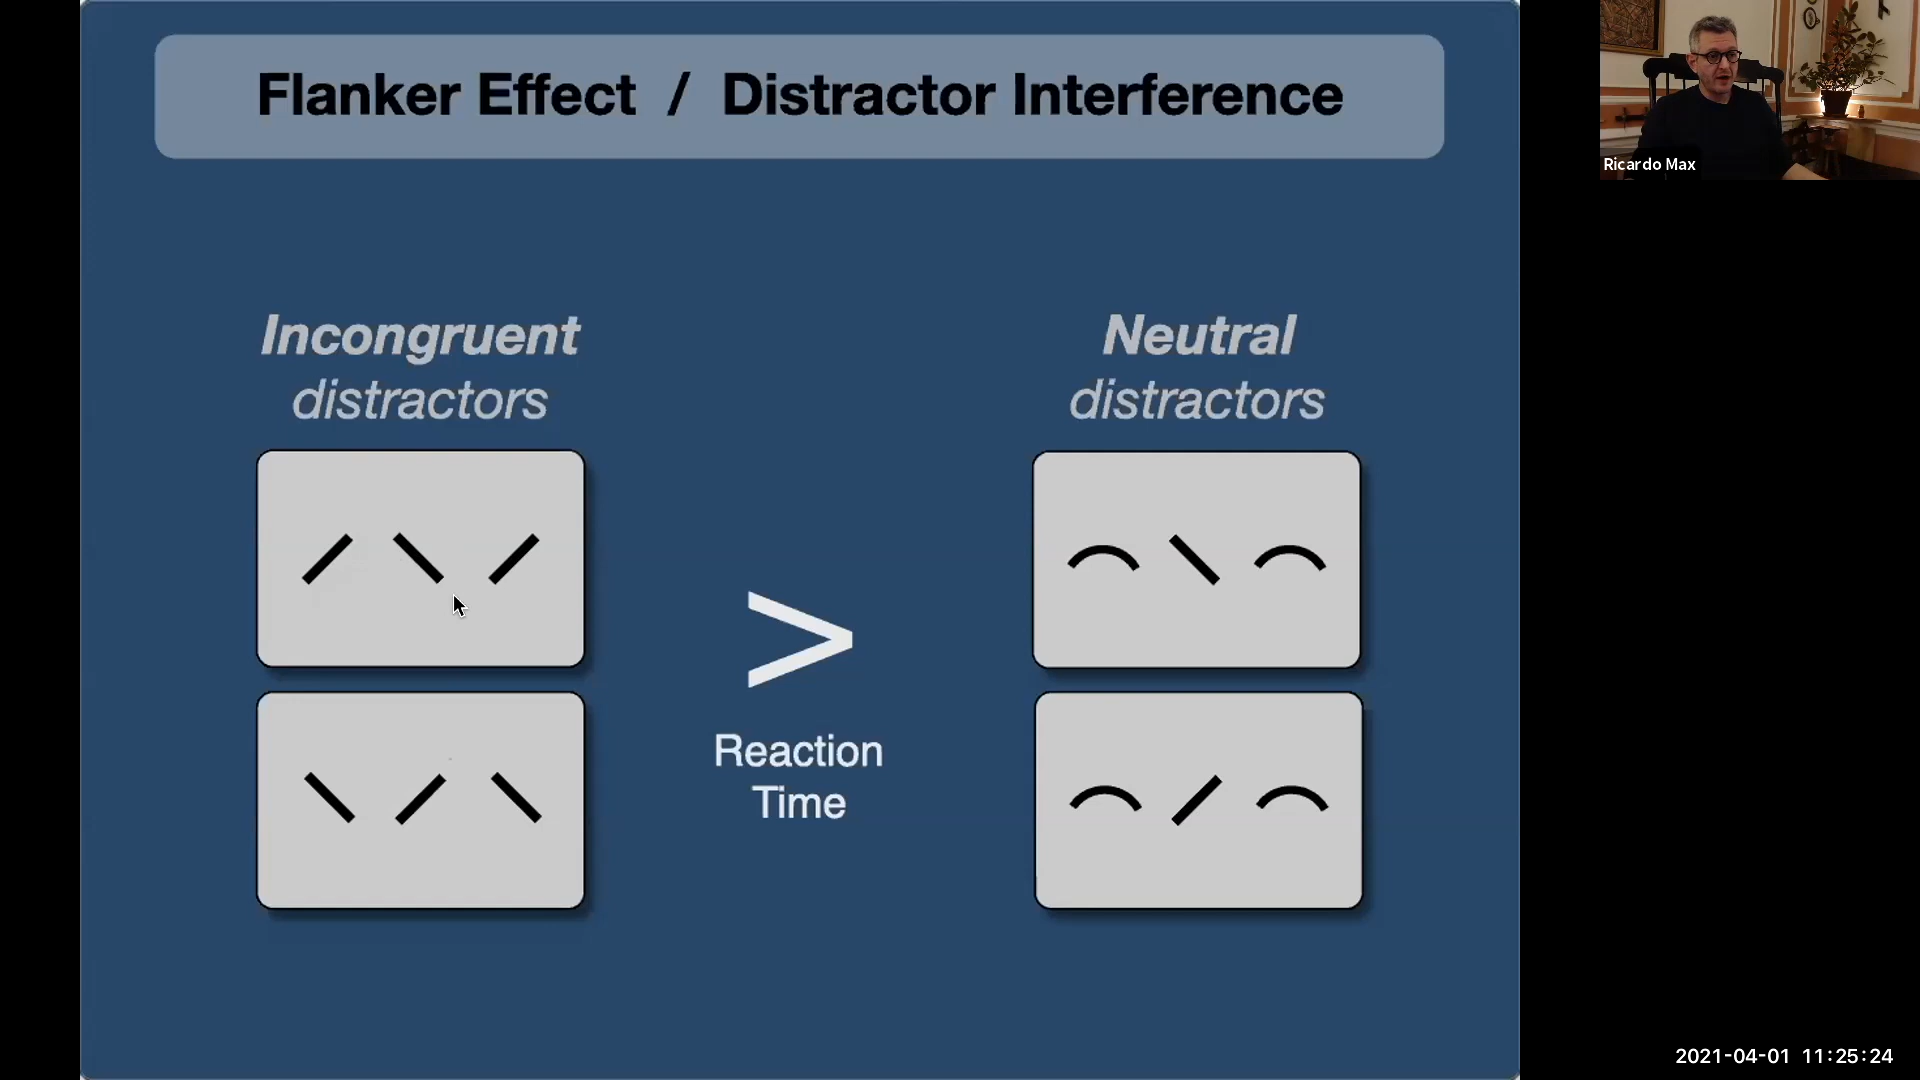 Flanker Effect / Distractor Interference
Incongruent
distractors
Neutral
distractors
>
Reaction
Time
Ricardo Max
2021-04-01 11:25:24